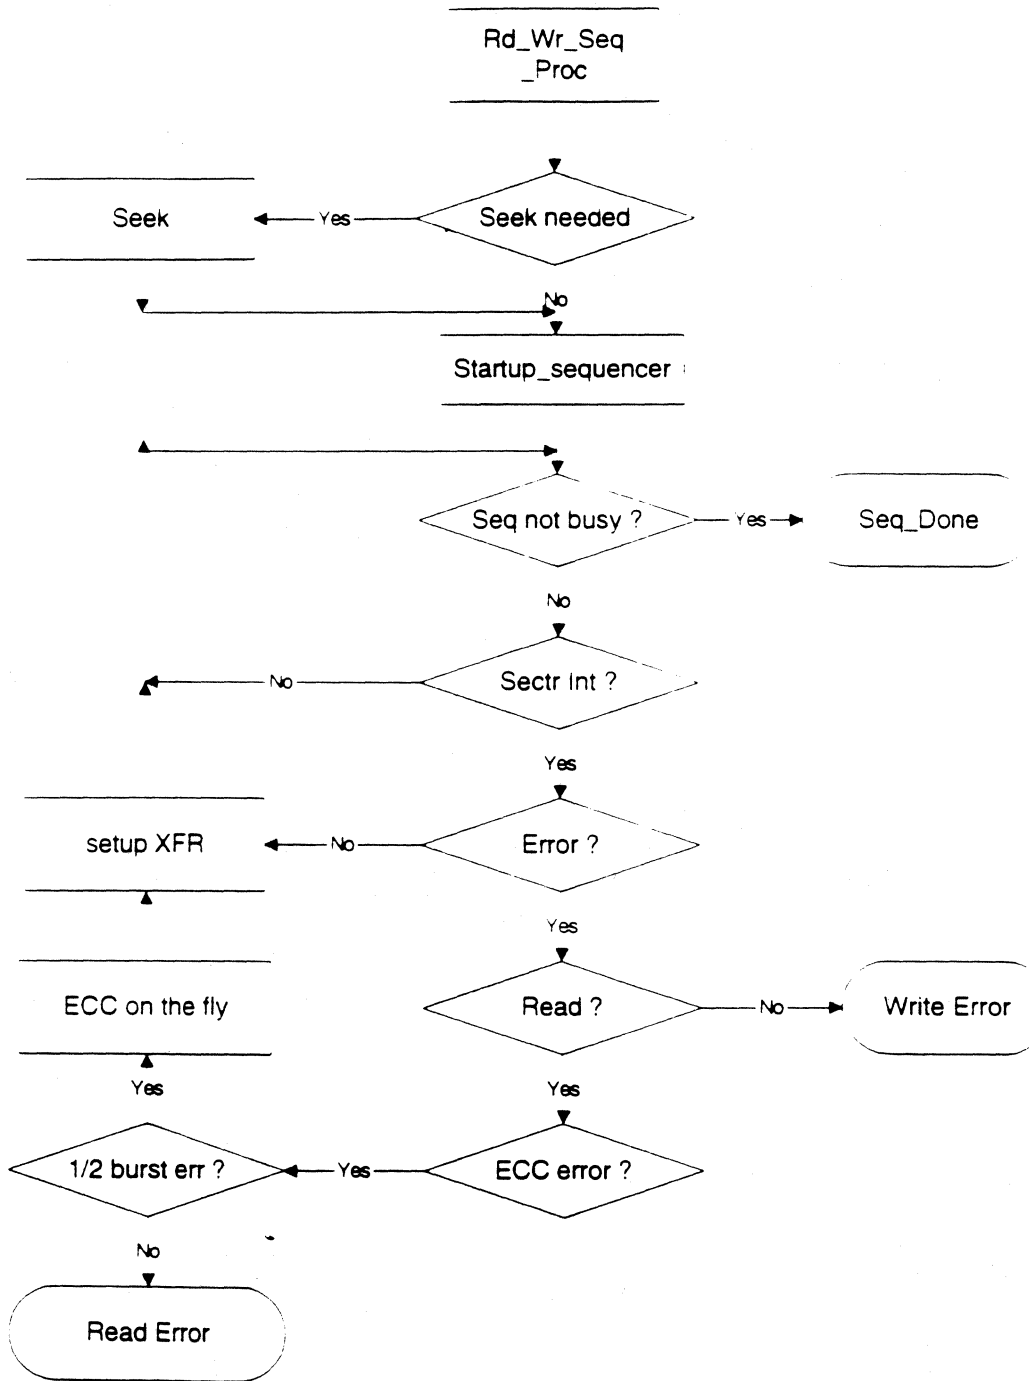 Rd_Wr_Seq
_Proc
Seek
Yes
Seek needed
No
Startup_sequencer
Seq not busy ?
Yes
Seq_Done
No
No
Sectr Int ?
Yes
setup XFR
No
Error ?
Yes
ECC on the fly
Read ?
No
Write Error
Yes
Yes
1/2 burst err ?
Yes
ECC error ?
No
Read Error